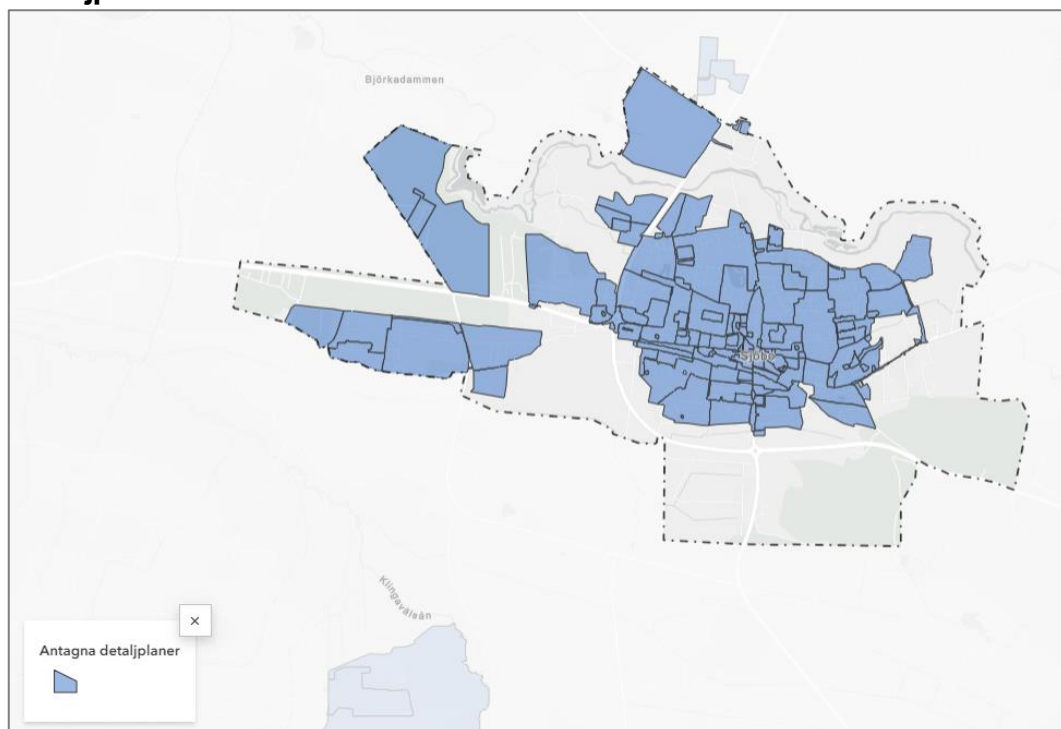 Björkadammen
Sjöbo
Klingavälsån
Antagna detaljplaner
×